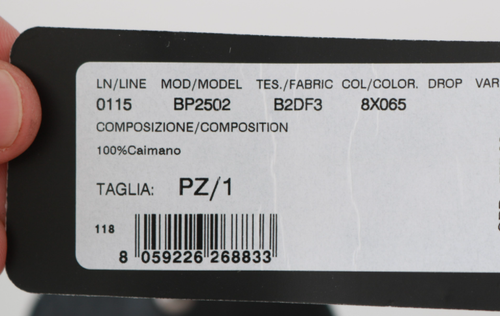 LN/LINE MOD/MODEL TES./FABRIC COL/COLOR. DROP VAR
0115 BP2502 B2DF3 8X065
COMPOSIZIONE/COMPOSITION
100%Caimano
TAGLIA: PZ/1
118
8 059226 268833